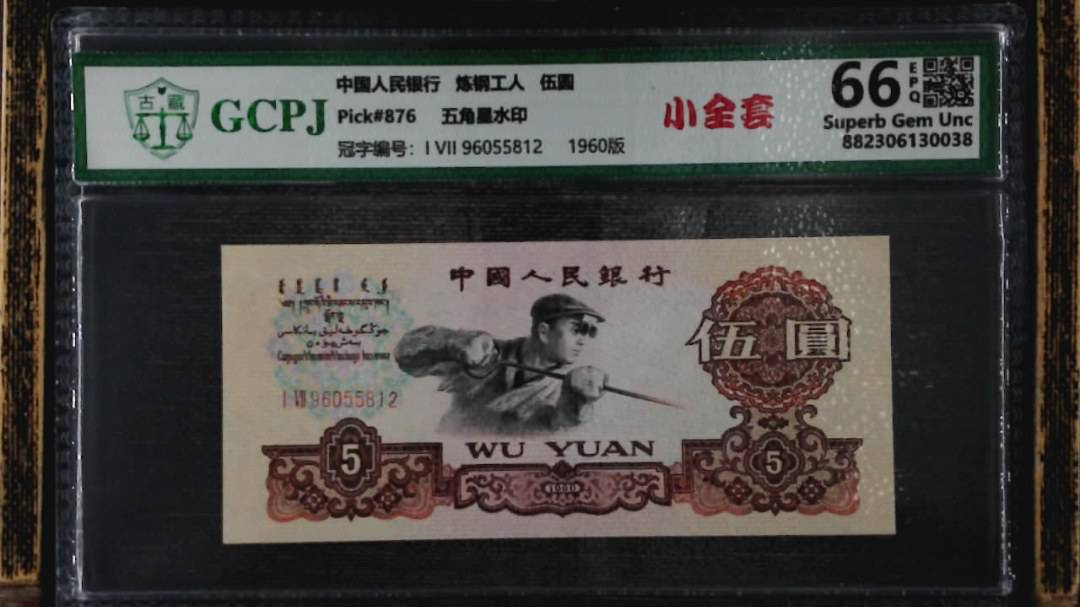 古藏
GCPJ
中国人民银行 炼钢工人 伍圆
Pick#876 五角星水印
冠字编号: I VII 96055812 1960版
小全套
66
EPQ
Superb Gem Unc
882306130038
中國人民銀行
伍圓
I VII 96055812
WU YUAN
5
1960
5